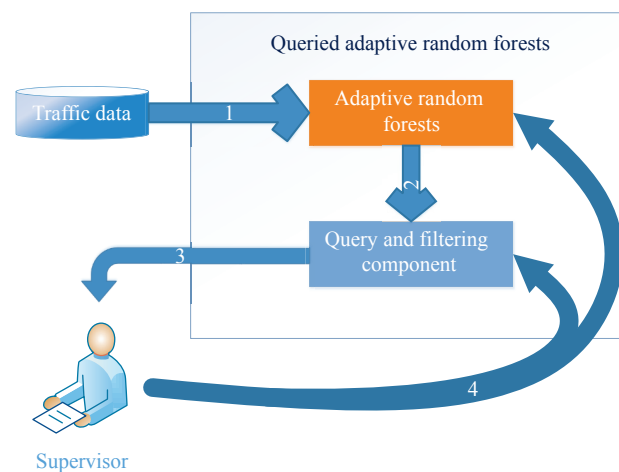 Queried adaptive random forests
Traffic data
1
Adaptive random
forests
2
Query and filtering
component
3
4
Supervisor